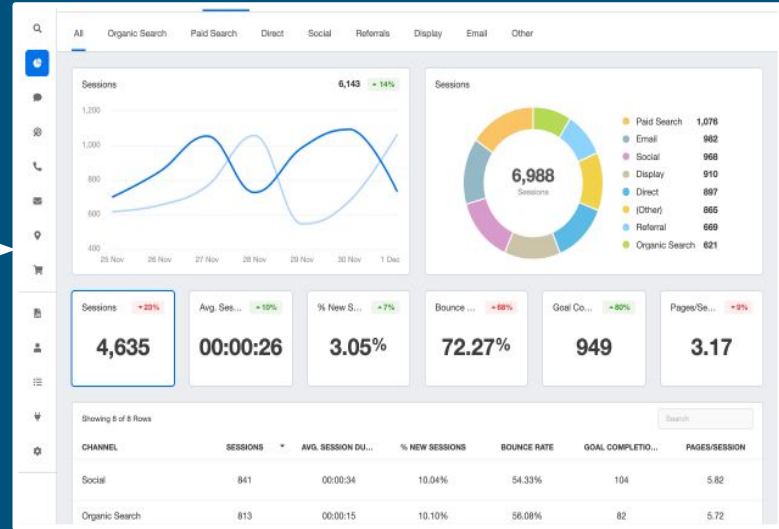 All Organic Search Paid Search Direct Social Referrals Display Email Other
Sessions 6,143 14%
1,200
1,000
800
600
400
25 Nov 26 Nov 27 Nov 28 Nov 29 Nov 30 Nov 1 Dec
Sessions
6,988
Sessions
Paid Search 1,076
Email 982
Social 968
Display 910
Direct 897
(Other) 865
Referral 669
Organic Search 621
Sessions 23%
4,635
Avg. Ses... 10%
00:00:26
% New S... 7%
3.05%
Bounce ... 68%
72.27%
Goal Co... 80%
949
Pages/Se... 9%
3.17
Showing 8 of 8 Rows Search
CHANNEL SESSIONS AVG. SESSION DU... % NEW SESSIONS BOUNCE RATE GOAL COMPLETIO... PAGES/SESSION
Social 841 00:00:34 10.04% 54.33% 104 5.82
Organic Search 813 00:00:15 10.10% 56.08% 82 5.72